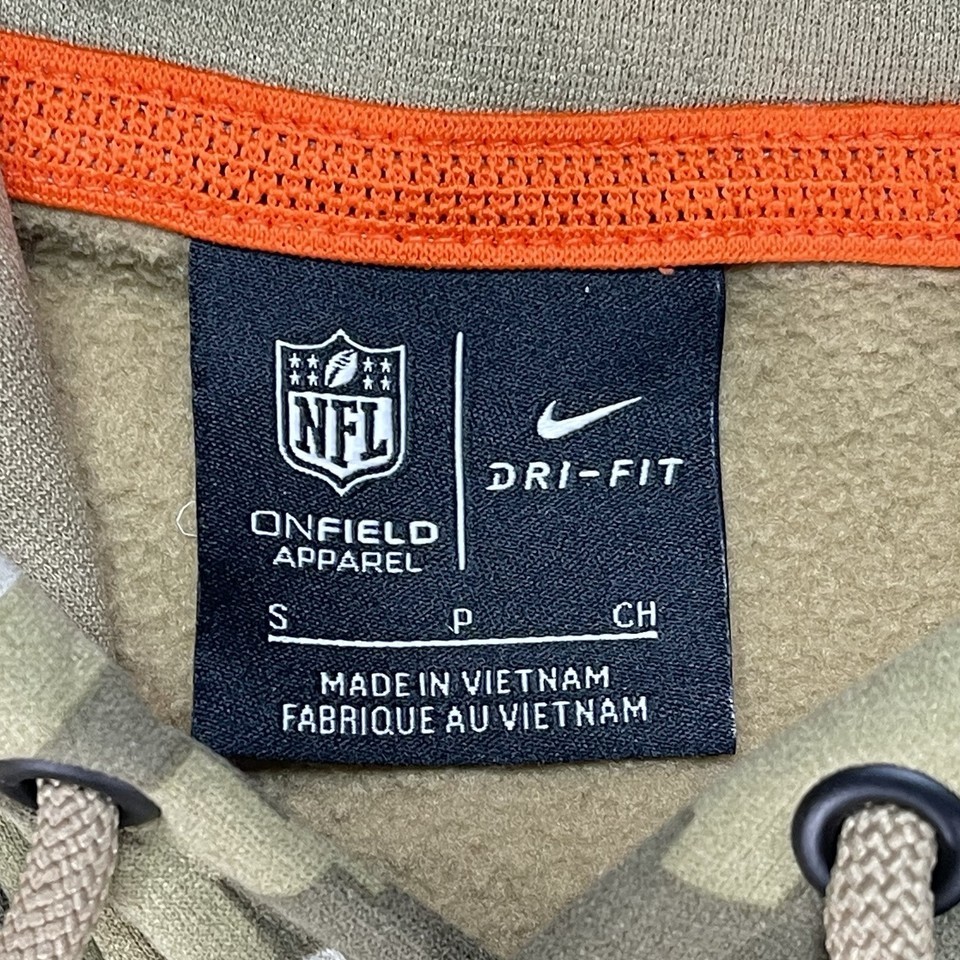 NFL
ONFIELD
APPAREL
DRI-FIT
S P CH
MADE IN VIETNAM
FABRIQUE AU VIETNAM